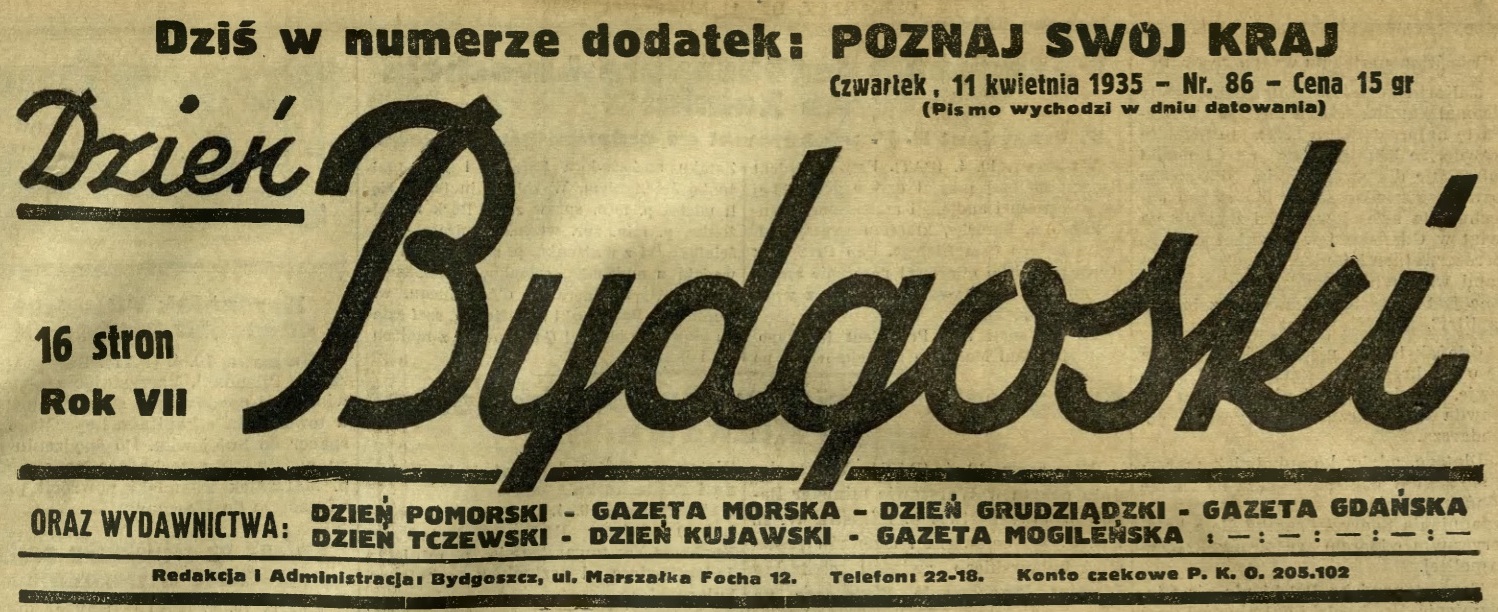 Dziś w numerze dodatek: POZNAJ SWÓJ KRAJ
Czwartek, 11 kwietnia 1935 – Nr. 86 – Cena 15 gr
(Pismo wychodzi w dniu datowania)
Dzień
Bydgoski
16 stron
Rok VII
ORAZ WYDAWNICTWA:
DZIEŃ POMORSKI - GAZETA MORSKA – DZIEŃ GRUDZIĄDZKI - GAZETA GDAŃSKA
DZIEŃ TCZEWSKI - DZIEŃ KUJAWSKI - GAZETA MOGILEŃSKA : — : — : — : — : —
Redakcja i Administracja: Bydgoszcz, ul. Marszałka Focha 12. Telefon: 22-18. Konto czekowe P. K. O. 205.102